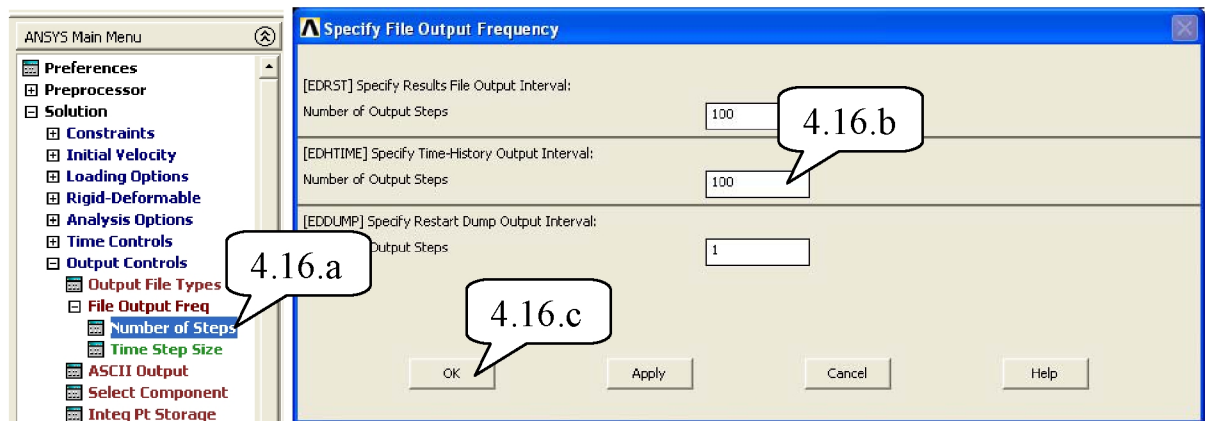 ANSYS Main Menu
Preferences
Preprocessor
Solution
Constraints
Initial Velocity
Loading Options
Rigid-Deformable
Analysis Options
Time Controls
Output Controls
Output File Types
File Output Freq
Number of Steps
Time Step Size
ASCII Output
Select Component
Integ Pt Storage
4.16.a
Specify File Output Frequency
[EDRST] Specify Results File Output Interval:
Number of Output Steps
100
4.16.b
[EDHTIME] Specify Time-History Output Interval:
Number of Output Steps
100
[EDDUMP] Specify Restart Dump Output Interval:
Output Steps
1
4.16.c
OK
Apply
Cancel
Help